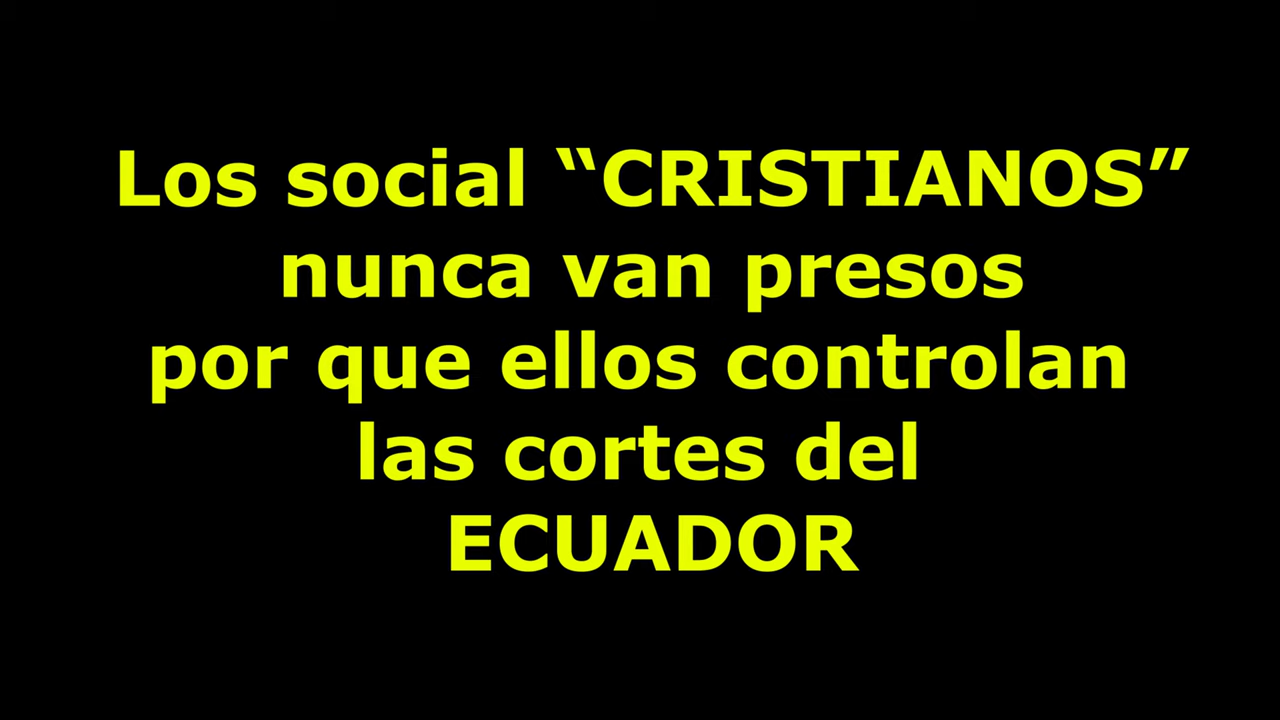 Los social “CRISTIANOS”
nunca van presos
por que ellos controlan
las cortes del
ECUADOR